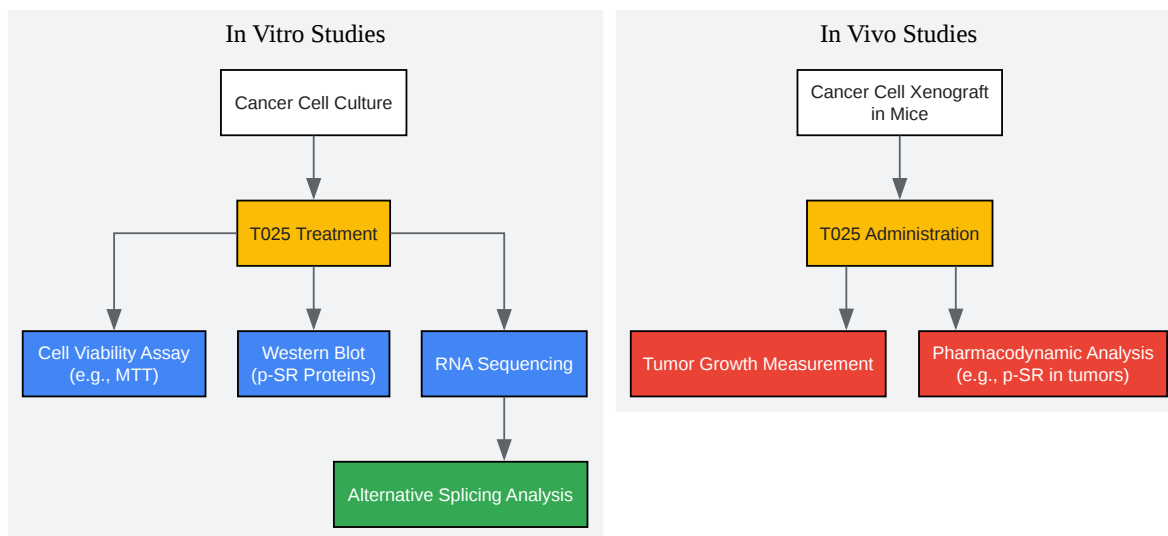 In Vitro Studies
Cancer Cell Culture
T025 Treatment
Cell Viability Assay
(e.g., MTT)
Western Blot
(p-SR Proteins)
RNA Sequencing
Alternative Splicing Analysis
In Vivo Studies
Cancer Cell Xenograft
in Mice
T025 Administration
Tumor Growth Measurement
Pharmacodynamic Analysis
(e.g., p-SR in tumors)